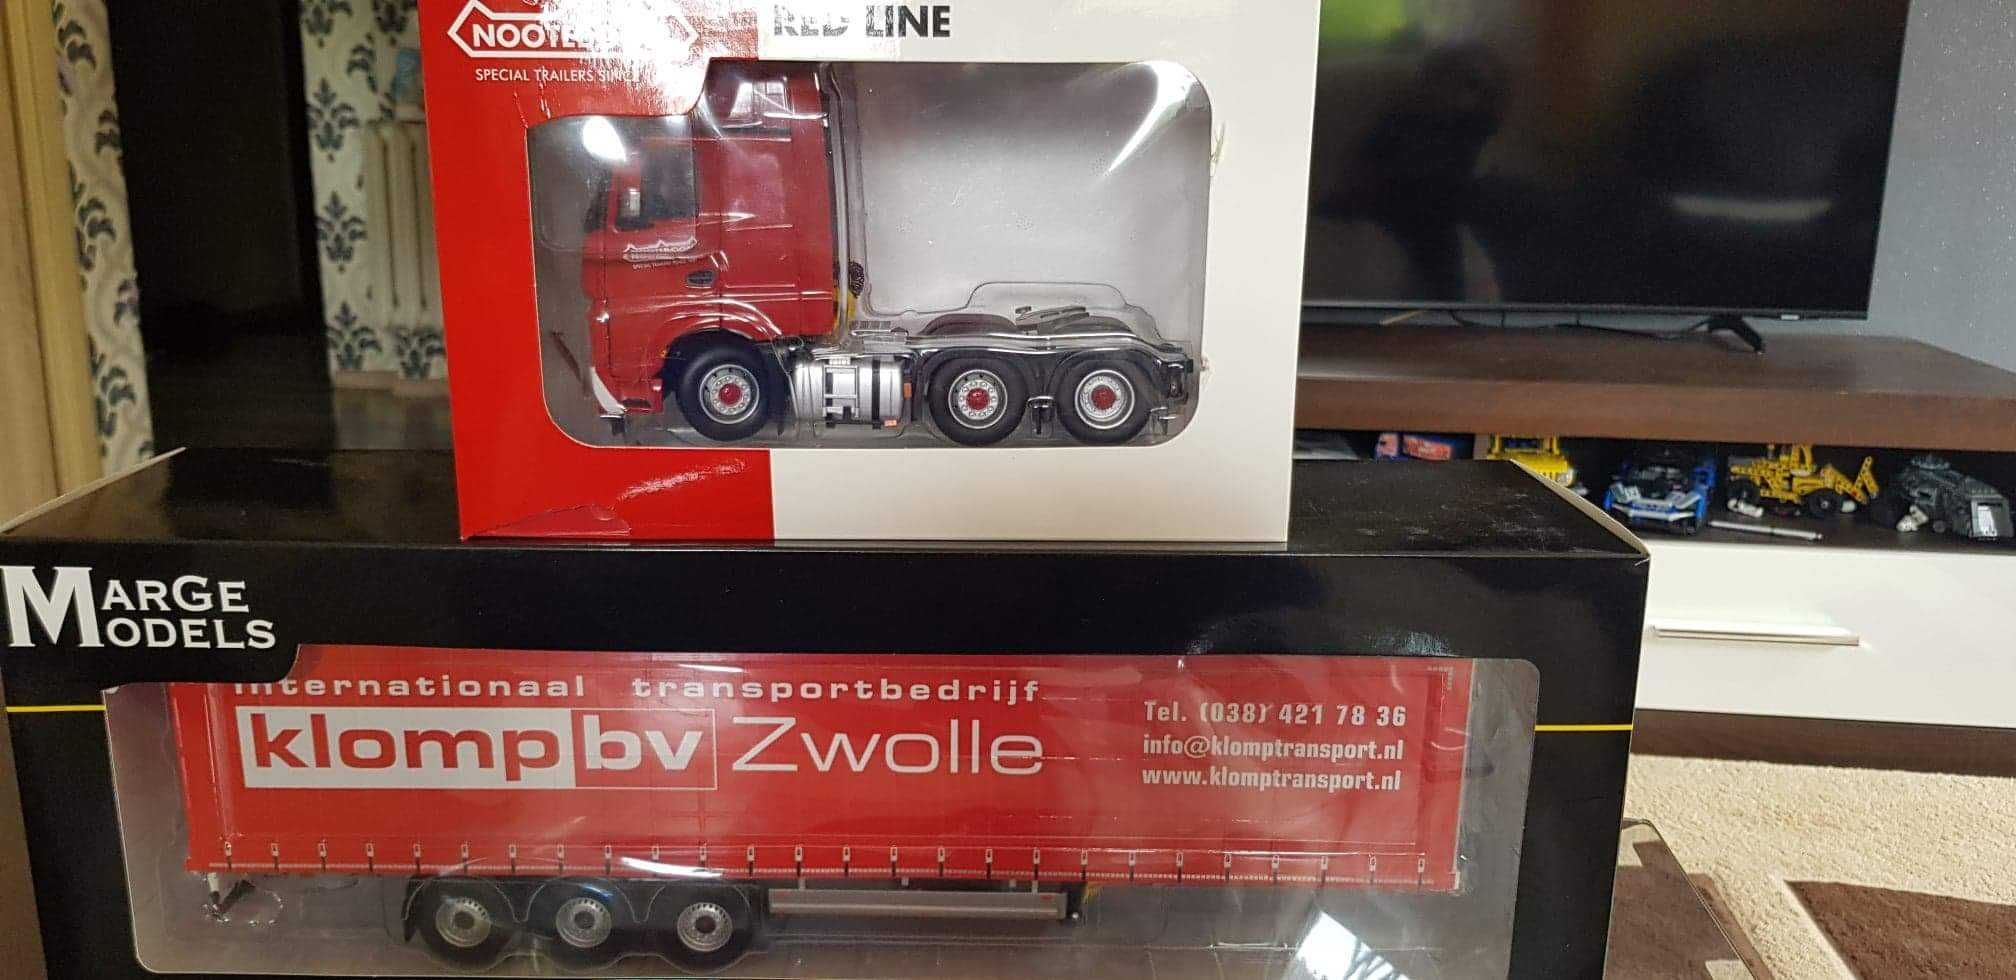 RED LINE
SPECIAL TRAILERS
MarGe
Models
internationaal transportbedrijf
klomp bv Zwolle
Tel. (038) 421 78 36
info@klomptransport.nl
www.klomptransport.nl